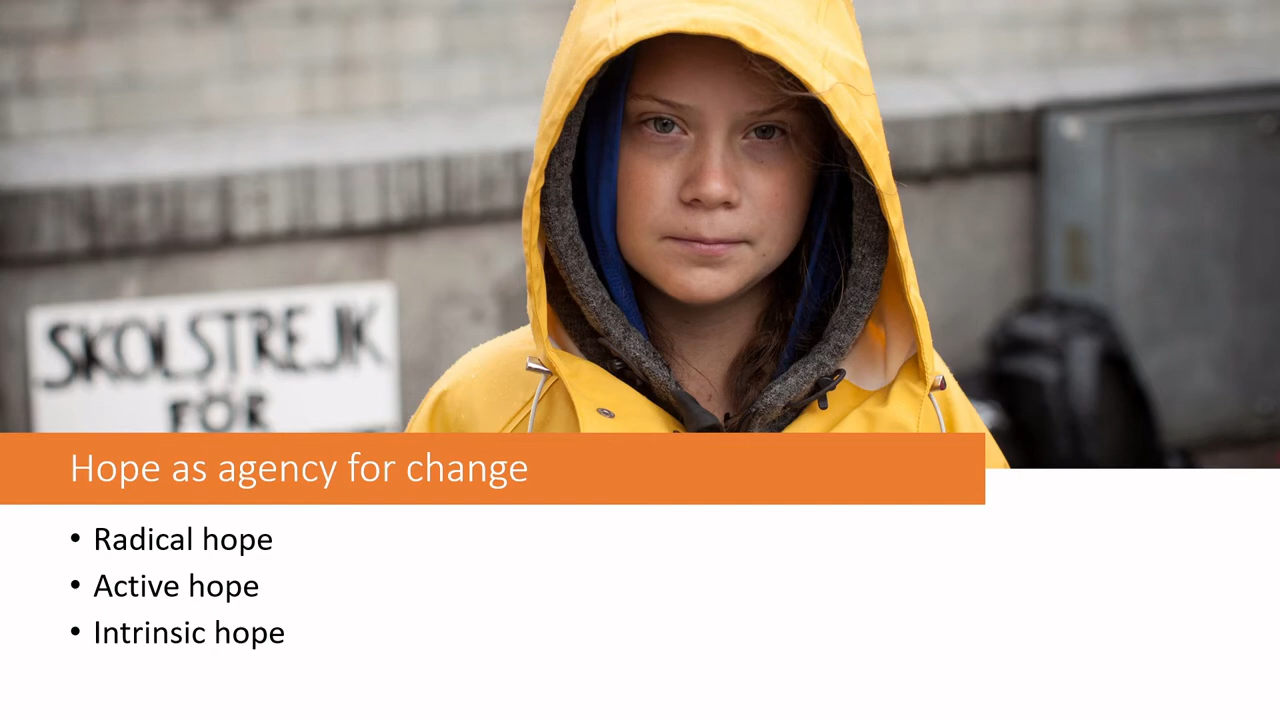 SKOLSTREJK
FÖR
Hope as agency for change
• Radical hope
• Active hope
• Intrinsic hope